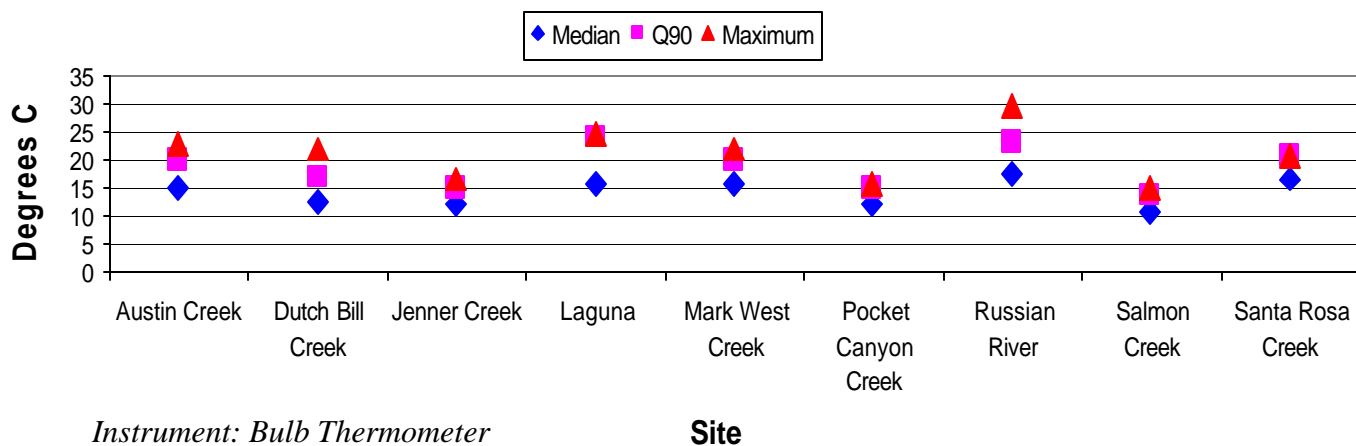 Median Q90 Maximum
Degrees C
35
30
25
20
15
10
5
0
Austin Creek
Dutch Bill
Creek
Jenner Creek
Laguna
Mark West
Creek
Pocket
Canyon
Creek
Russian
River
Salmon
Creek
Santa Rosa
Creek
Instrument: Bulb Thermometer
Site